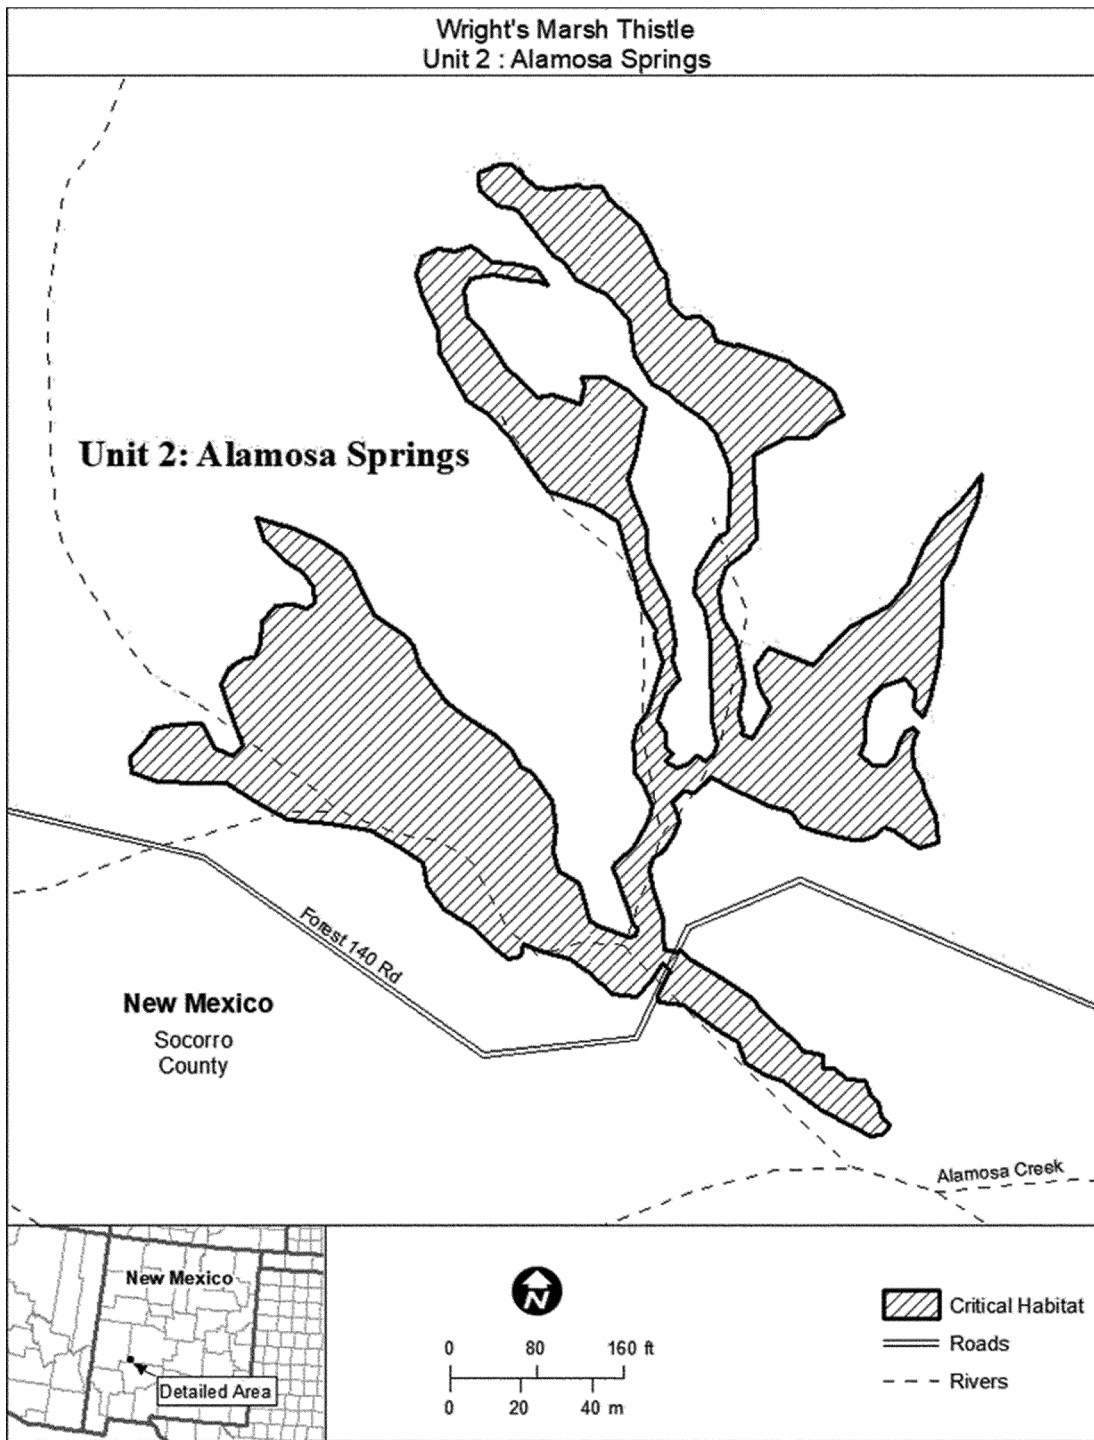 Wright's Marsh Thistle
Unit 2 : Alamosa Springs
Unit 2: Alamosa Springs
Forest 140 Rd
New Mexico
Socorro
County
Alamosa Creek
New Mexico
Detailed Area
N
0 80 160 ft
0 20 40 m
Critical Habitat
Roads
Rivers